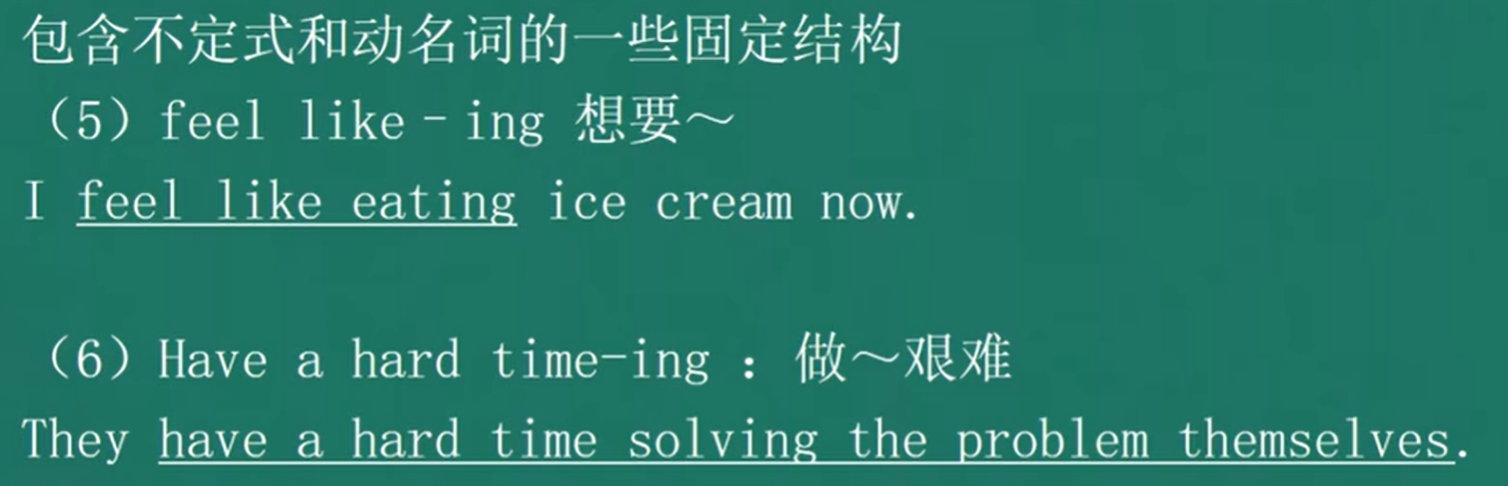 包含不定式和动名词的一些固定结构
（5）feel like‐ing 想要～
I feel like eating ice cream now.
（6）Have a hard time-ing ：做～艰难
They have a hard time solving the problem themselves.